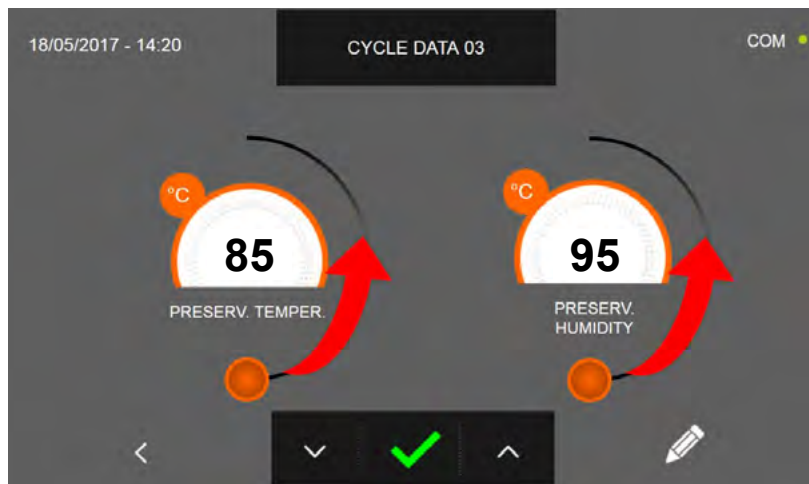 18/05/2017 - 14:20
CYCLE DATA 03
COM
°C
85
PRESERV. TEMPER.
°C
95
PRESERV.
HUMIDITY